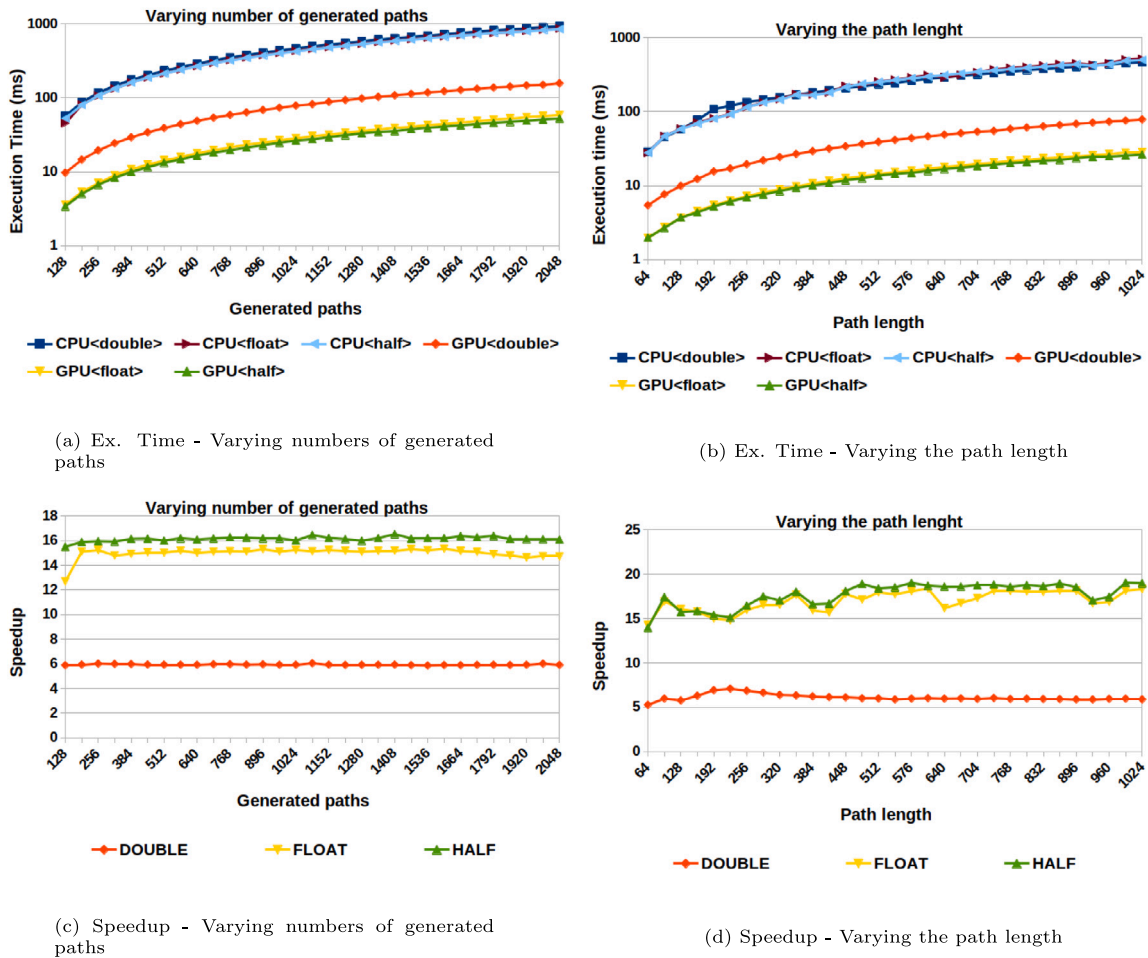 Varying number of generated paths
Execution Time (ms)
1000
100
10
1
128 256 384 512 640 768 896 1024 1152 1280 1408 1536 1664 1792 1920 2048
Generated paths
CPU<double> CPU<float> CPU<half> GPU<double>
GPU<float> GPU<half>
(a) Ex. Time - Varying numbers of generated
paths
Varying the path lenght
Execution time (ms)
1000
100
10
1
64 128 192 256 320 384 448 512 576 640 704 768 832 896 960 1024
Path length
CPU<double> CPU<float> CPU<half> GPU<double>
GPU<float> GPU<half>
(b) Ex. Time - Varying the path length
Varying number of generated paths
Speedup
18
16
14
12
10
8
6
4
2
0
128 256 384 512 640 768 896 1024 1152 1280 1408 1536 1664 1792 1920 2048
Generated paths
DOUBLE FLOAT HALF
(c) Speedup - Varying numbers of generated
paths
Varying the path lenght
Speedup
25
20
15
10
5
0
64 128 192 256 320 384 448 512 576 640 704 768 832 896 960 1024
Path length
DOUBLE FLOAT HALF
(d) Speedup - Varying the path length